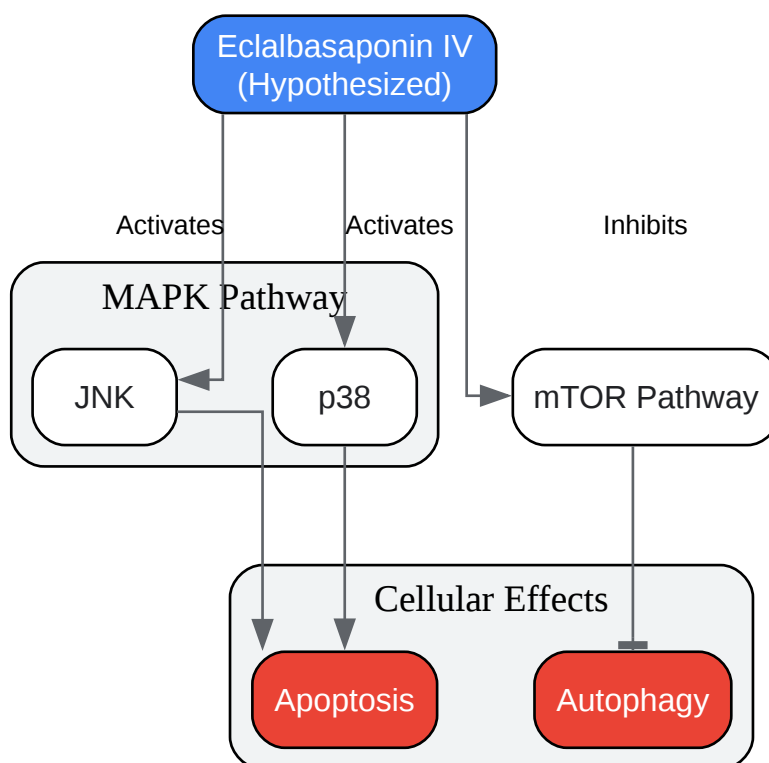 Eclalbasaponin IV
(Hypothesized)
Activates
Activates
Inhibits
MAPK Pathway
JNK
p38
mTOR Pathway
Cellular Effects
Apoptosis
Autophagy